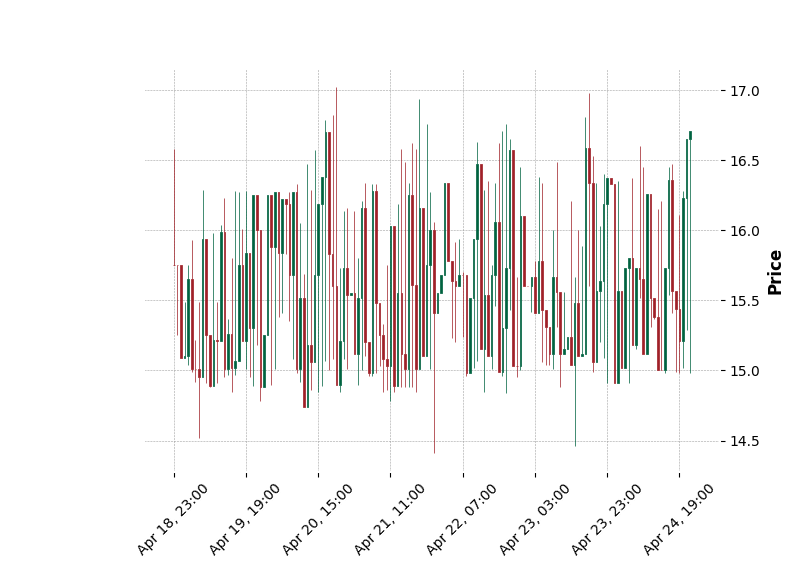 17.0
16.5
16.0
15.5
15.0
14.5
Price
Apr 18, 23:00
Apr 19, 19:00
Apr 20, 15:00
Apr 21, 11:00
Apr 22, 07:00
Apr 23, 03:00
Apr 23, 23:00
Apr 24, 19:00